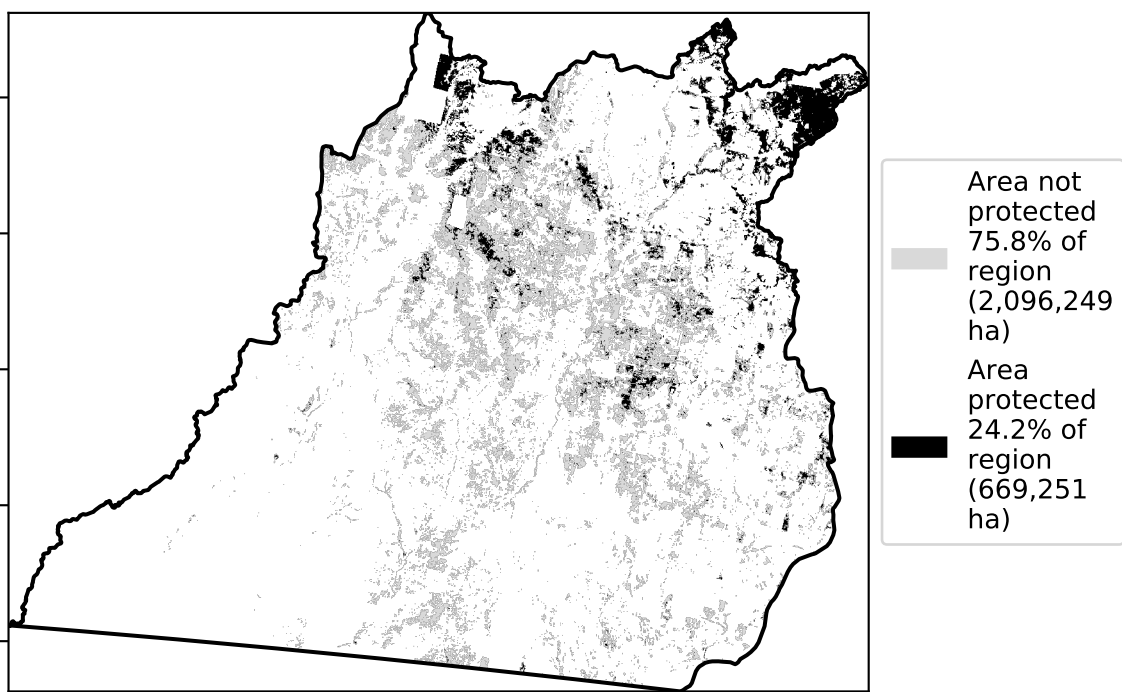 Area not
protected
75.8% of
region
(2,096,249
ha)
Area
protected
24.2% of
region
(669,251
ha)